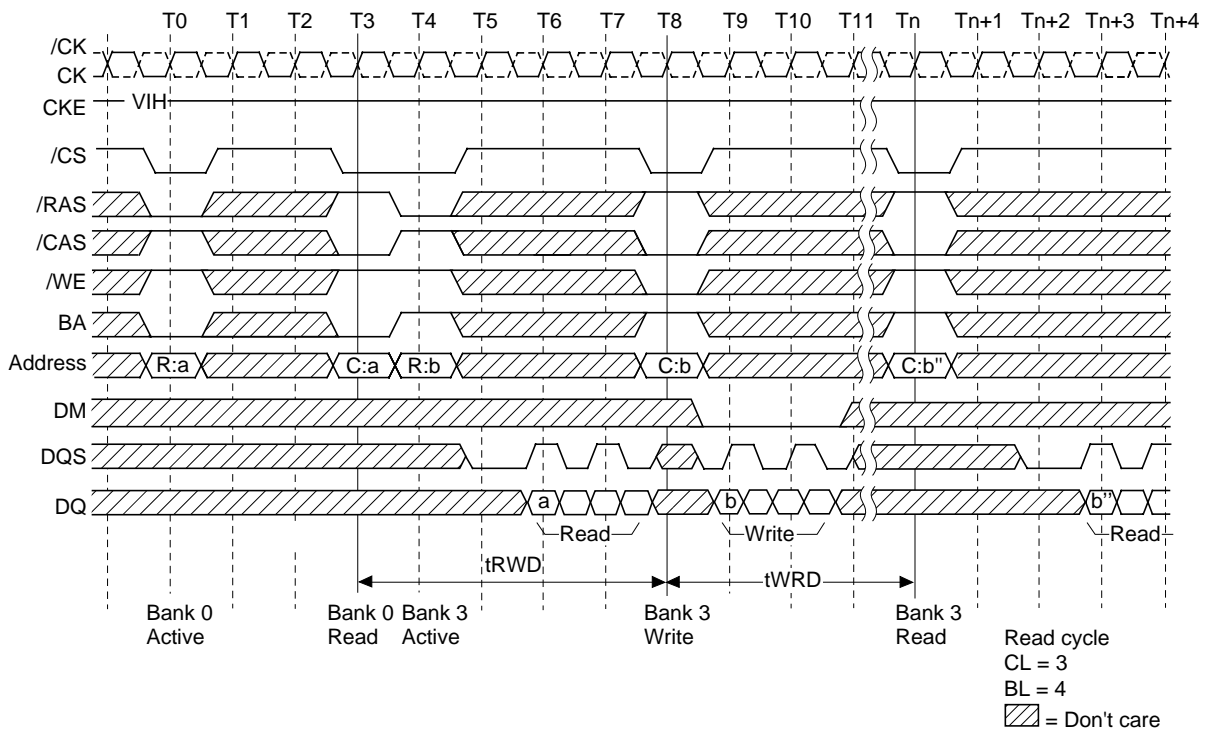 T0 T1 T2 T3 T4 T5 T6 T7 T8 T9 T10 T11 Tn Tn+1 Tn+2 Tn+3 Tn+4
/CK
CK
CKE VIH
/CS
/RAS
/CAS
/WE
BA
Address R:a C:a R:b C:b C:b"
DM
DQS
DQ a b b''
Read Write Read
tRWD tWRD
Bank 0 Bank 0 Bank 3 Bank 3 Bank 3
Active Read Active Write Read
Read cycle
CL = 3
BL = 4
= Don't care